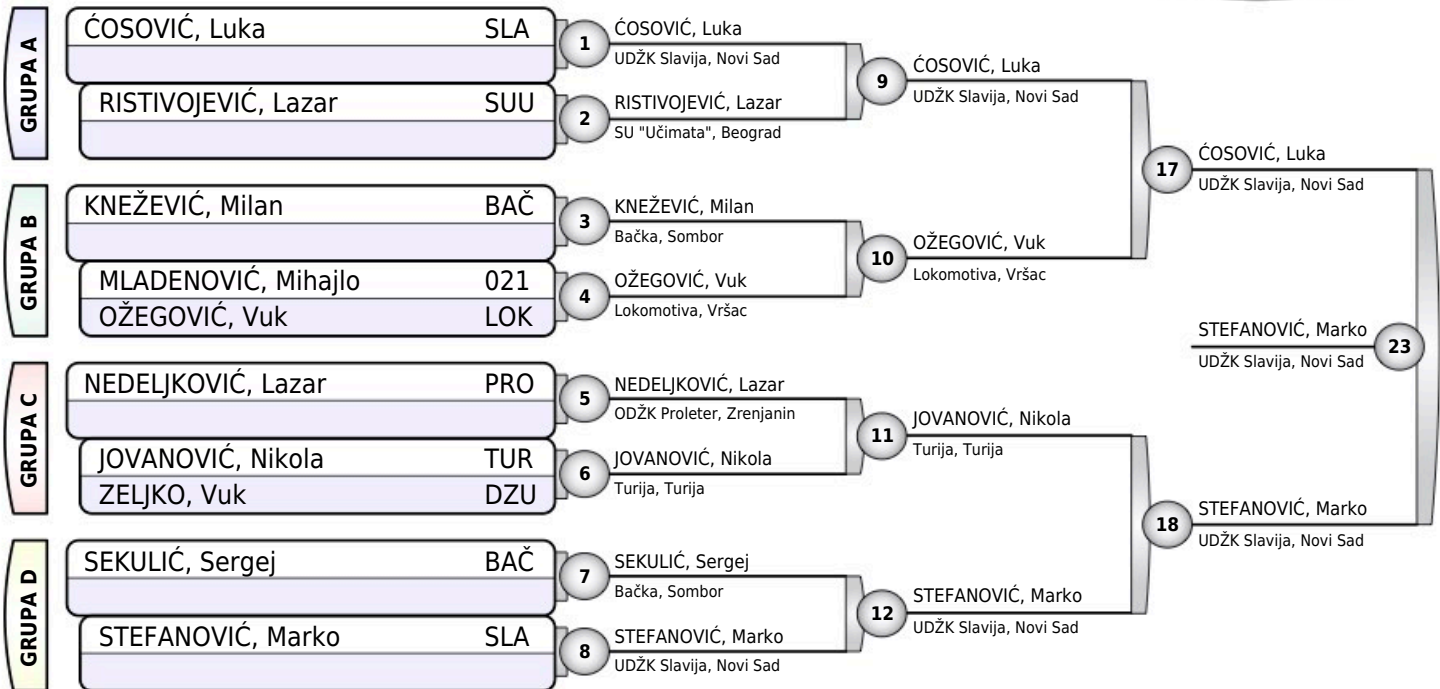 GRUPA A
ĆOSOVIĆ, Luka SLA
RISTIVOJEVIĆ, Lazar SUU
GRUPA B
KNEŽEVIĆ, Milan BAČ
MLADENOVIĆ, Mihajlo 021
OŽEGOVIĆ, Vuk LOK
GRUPA C
NEDELJKOVIĆ, Lazar PRO
JOVANOVIĆ, Nikola TUR
ZELJKO, Vuk DZU
GRUPA D
SEKULIĆ, Sergej BAČ
STEFANOVIĆ, Marko SLA
1
ĆOSOVIĆ, Luka
UDŽK Slavija, Novi Sad
2
RISTIVOJEVIĆ, Lazar
SU "Učimata", Beograd
3
KNEŽEVIĆ, Milan
Bačka, Sombor
4
OŽEGOVIĆ, Vuk
Lokomotiva, Vršac
5
NEDELJKOVIĆ, Lazar
ODŽK Proleter, Zrenjanin
6
JOVANOVIĆ, Nikola
Turija, Turija
7
SEKULIĆ, Sergej
Bačka, Sombor
8
STEFANOVIĆ, Marko
UDŽK Slavija, Novi Sad
9
ĆOSOVIĆ, Luka
UDŽK Slavija, Novi Sad
10
OŽEGOVIĆ, Vuk
Lokomotiva, Vršac
11
JOVANOVIĆ, Nikola
Turija, Turija
12
STEFANOVIĆ, Marko
UDŽK Slavija, Novi Sad
17
ĆOSOVIĆ, Luka
UDŽK Slavija, Novi Sad
18
STEFANOVIĆ, Marko
UDŽK Slavija, Novi Sad
STEFANOVIĆ, Marko
UDŽK Slavija, Novi Sad
23